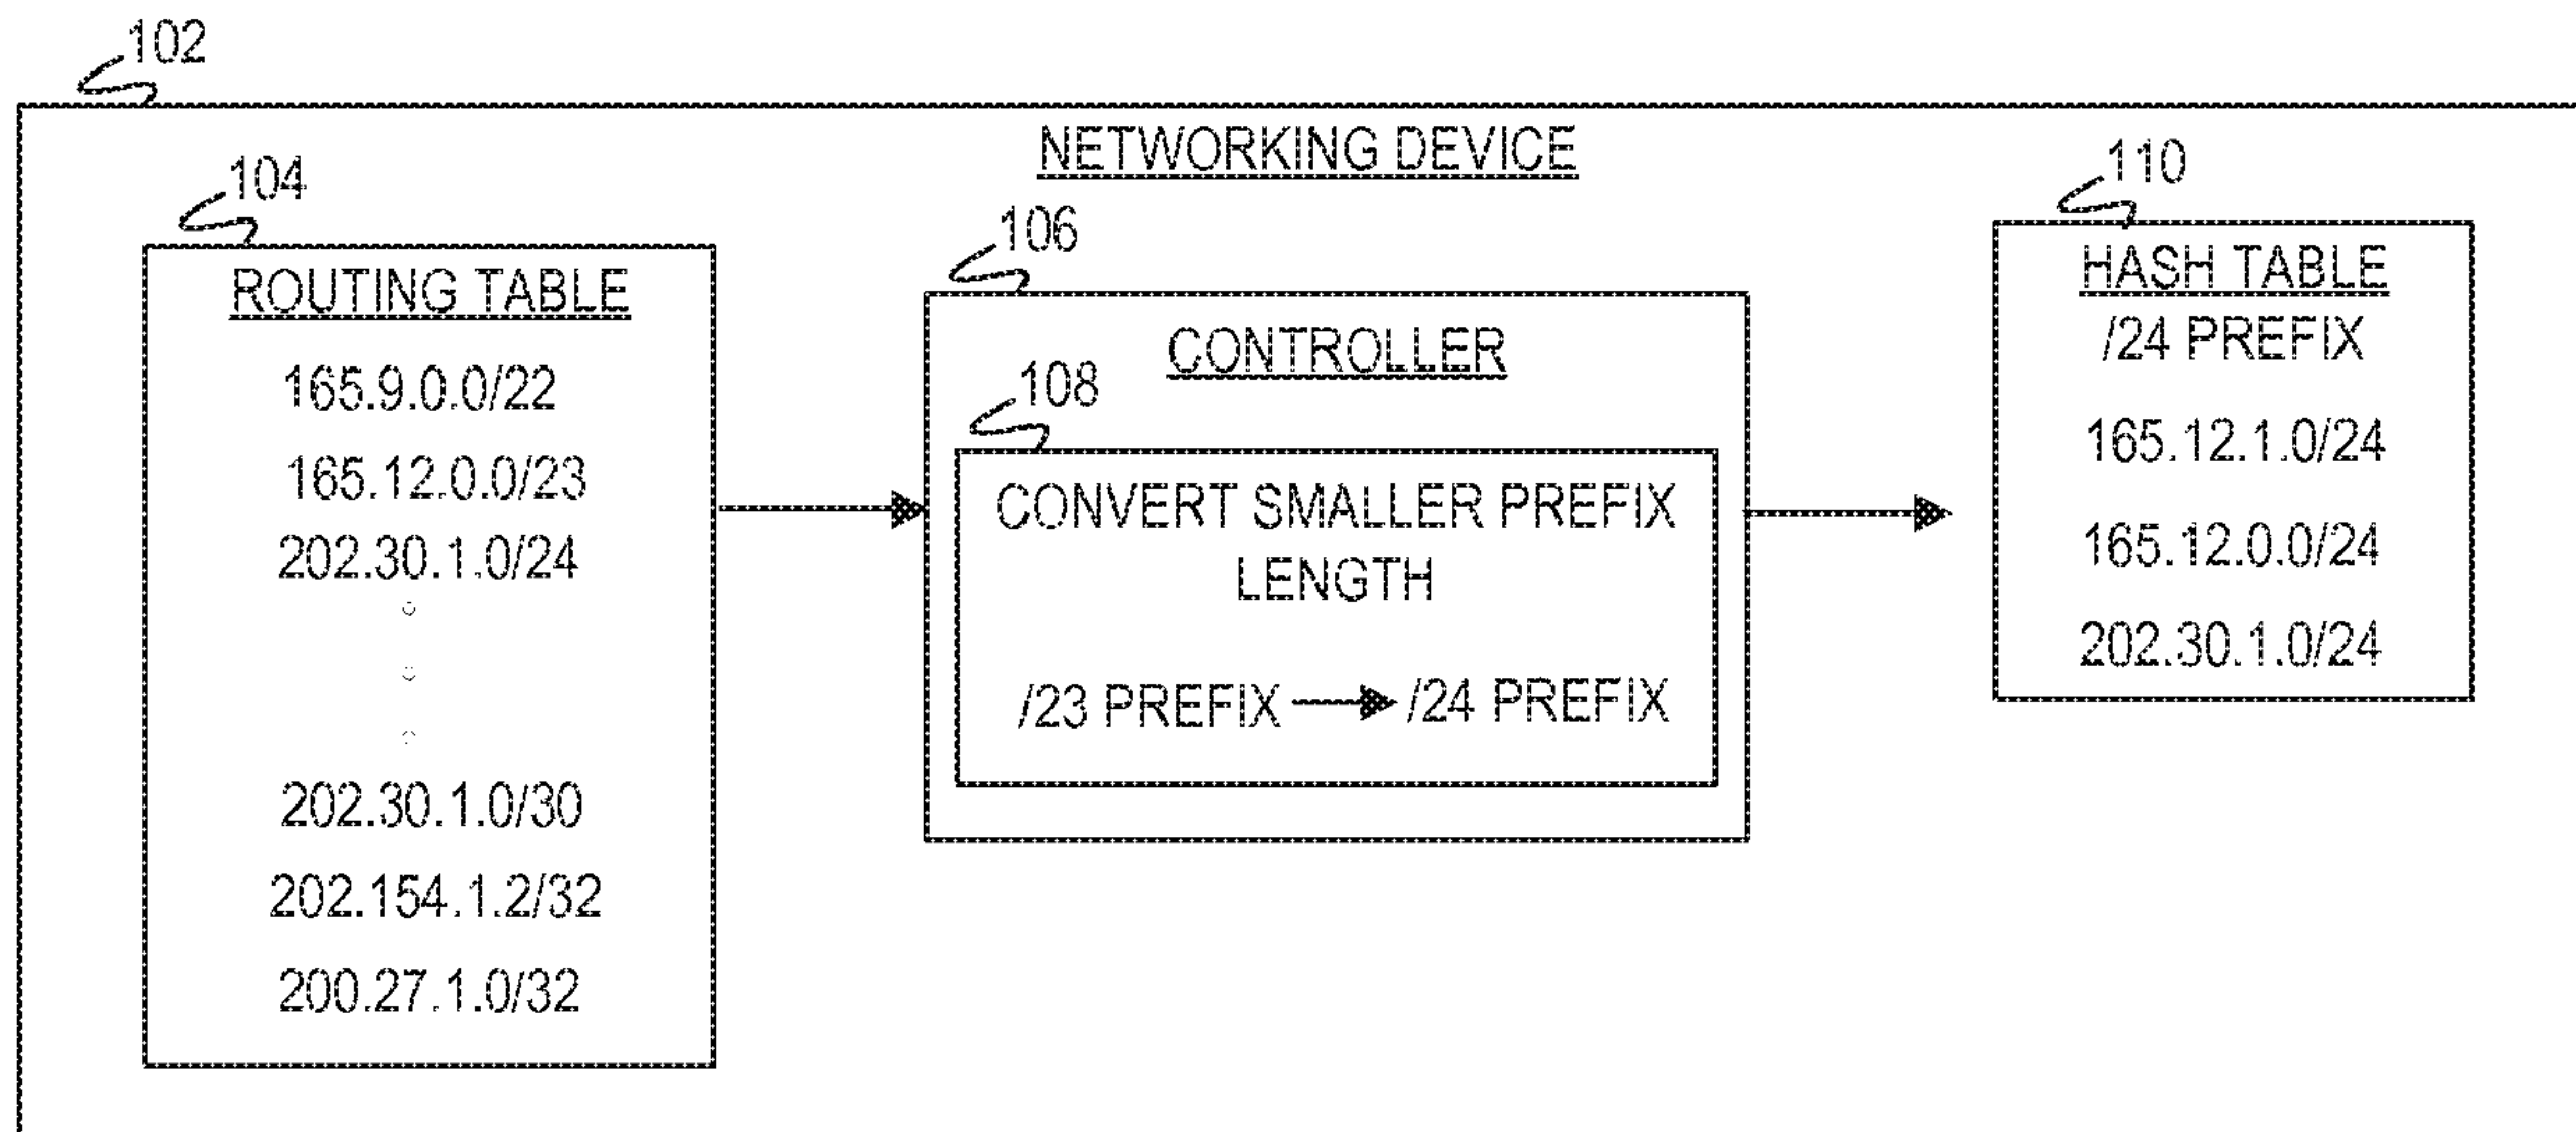 102
NETWORKING DEVICE
104
ROUTING TABLE
165.9.0.0/22
165.12.0.0/23
202.30.1.0/24
202.30.1.0/30
202.154.1.2/32
200.27.1.0/32
106
CONTROLLER
108
CONVERT SMALLER PREFIX
LENGTH
/23 PREFIX
/24 PREFIX
110
HASH TABLE
/24 PREFIX
165.12.1.0/24
165.12.0.0/24
202.30.1.0/24